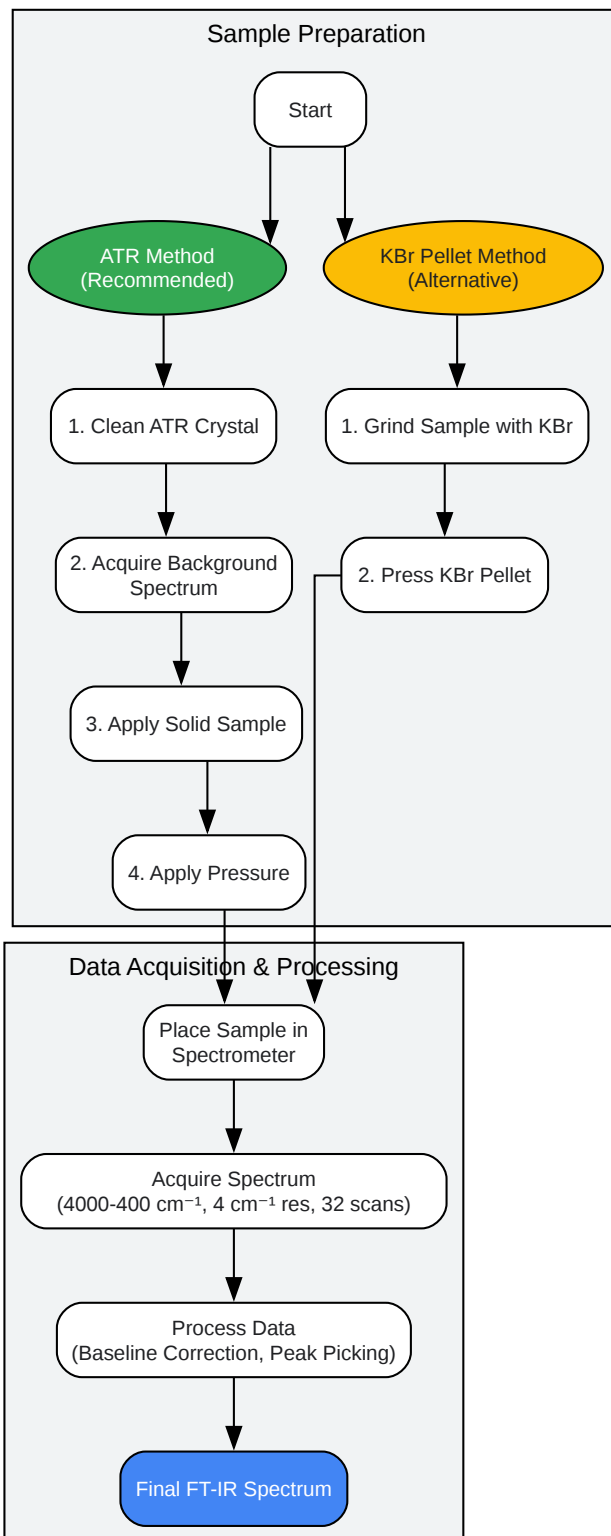 Sample Preparation
Start
ATR Method
(Recommended)
KBr Pellet Method
(Alternative)
1. Clean ATR Crystal
1. Grind Sample with KBr
2. Acquire Background
Spectrum
2. Press KBr Pellet
3. Apply Solid Sample
4. Apply Pressure
Data Acquisition & Processing
Place Sample in
Spectrometer
Acquire Spectrum
(4000-400 cm⁻¹, 4 cm⁻¹ res, 32 scans)
Process Data
(Baseline Correction, Peak Picking)
Final FT-IR Spectrum